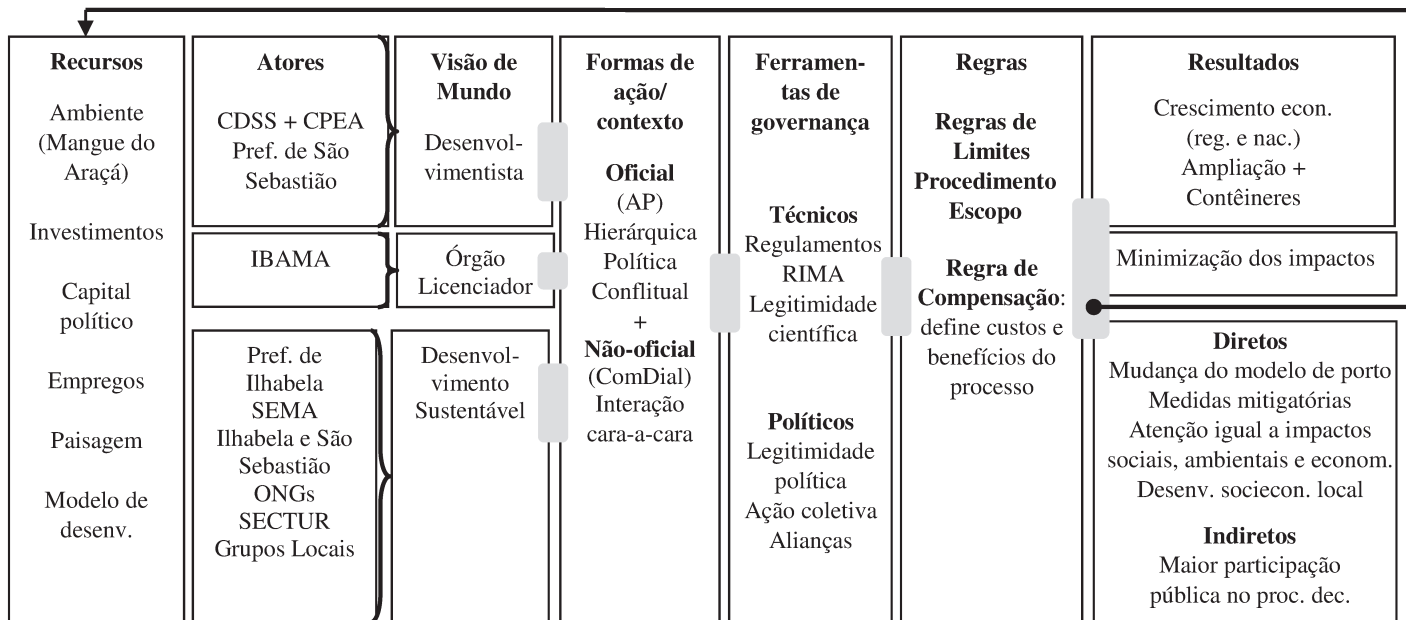 Recursos
Ambiente
(Mangue do
Araçá)
Investimentos
Capital
político
Empregos
Paisagem
Modelo de
desenv.
Atores
CDSS + CPEA
Pref. de São
Sebastião
IBAMA
Pref. de
Ilhabela
SEMA
Ilhabela e São
Sebastião
ONGs
SECTUR
Grupos Locais
Visão de
Mundo
Desenvol-
vimentista
Órgão
Licenciador
Desenvol-
vimento
Sustentável
Formas de
ação/
contexto
Oficial
(AP)
Hierárquica
Política
Conflitual
+
Não-oficial
(ComDial)
Interação
cara-a-cara
Ferramen-
tas de
governança
Técnicos
Regulamentos
RIMA
Legitimidade
científica
Políticos
Legitimidade
política
Ação coletiva
Alianças
Regras
Regras de
Limites
Procedimento
Escopo
Regra de
Compensação:
define custos e
benefícios do
processo
Resultados
Crescimento econ.
(reg. e nac.)
Ampliação +
Contêineres
Minimização dos impactos
Diretos
Mudança do modelo de porto
Medidas mitigatórias
Atenção igual a impactos
sociais, ambientais e econom.
Desenv. sociecon. local
Indiretos
Maior participação
pública no proc. dec.